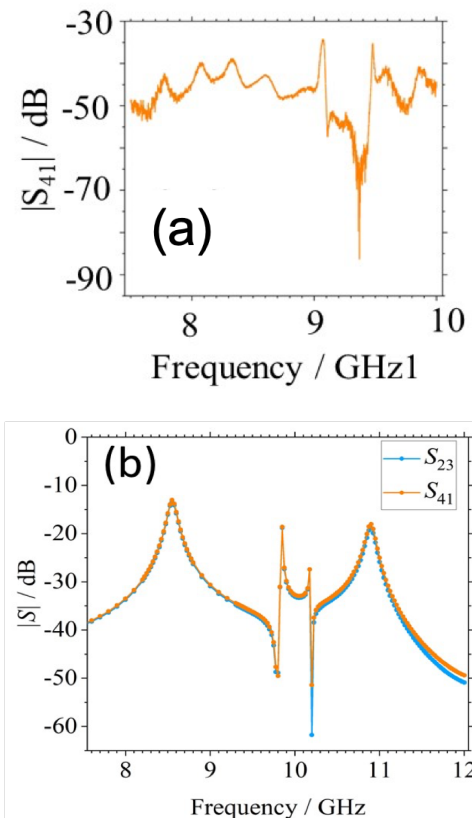 -30
-50
-70
-90
|S41| / dB
(a)
8
9
10
Frequency / GHz1
0
-10
-20
-30
-40
-50
-60
|S| / dB
(b)
S23
S41
8
9
10
11
12
Frequency / GHz